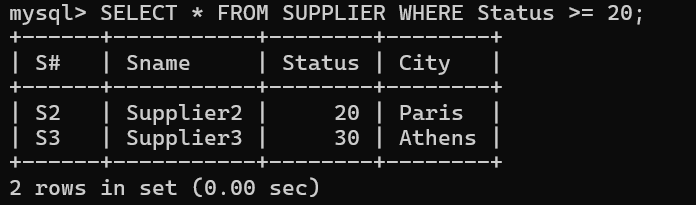 mysql> SELECT * FROM SUPPLIER WHERE Status >= 20;
+------+-----------+--------+--------+
| S#   | Sname     | Status | City   |
+------+-----------+--------+--------+
| S2   | Supplier2 |     20 | Paris  |
| S3   | Supplier3 |     30 | Athens |
+------+-----------+--------+--------+
2 rows in set (0.00 sec)